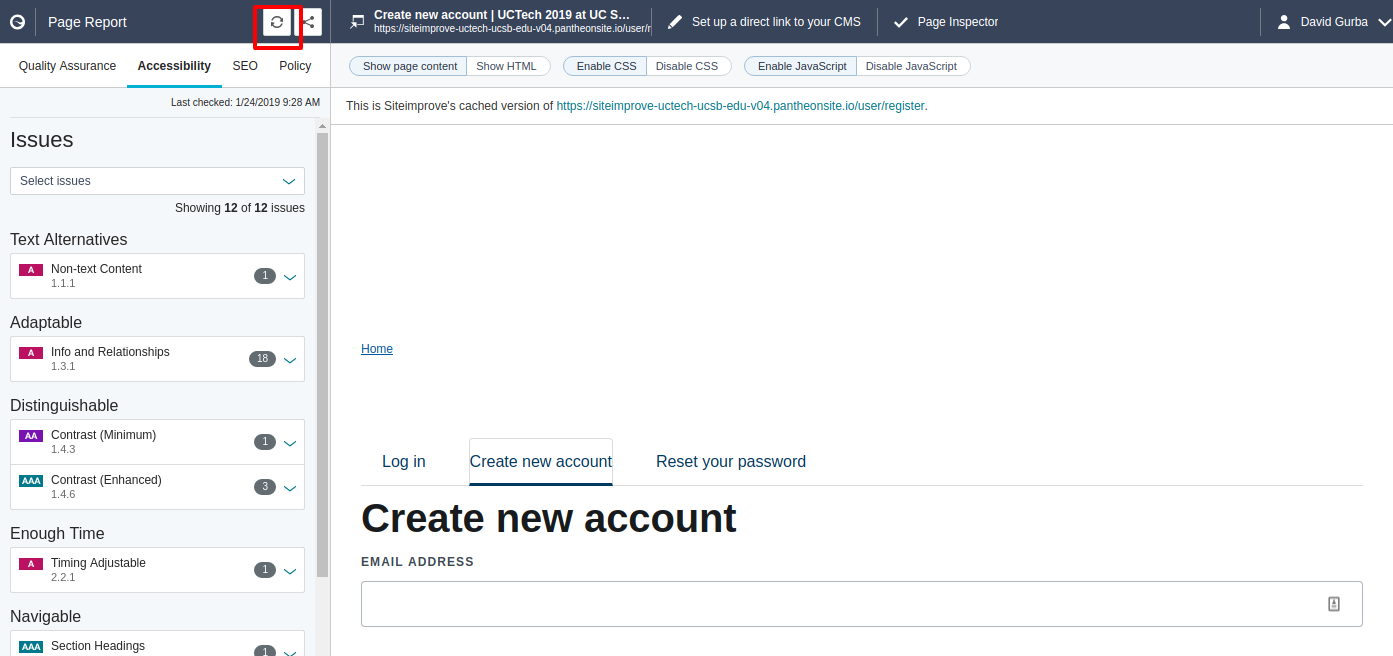 Page Report
Create new account | UCTech 2019 at UC S...
https://siteimprove-uctech-ucsb-edu-v04.pantheonsite.io/user/r
Set up a direct link to your CMS
Page Inspector
David Gurba
Quality Assurance
Accessibility
SEO
Policy
Last checked: 1/24/2019 9:28 AM
Issues
Select issues
Showing 12 of 12 issues
Text Alternatives
A Non-text Content 1
1.1.1
Adaptable
A Info and Relationships 18
1.3.1
Distinguishable
AA Contrast (Minimum) 1
1.4.3
AAA Contrast (Enhanced) 3
1.4.6
Enough Time
A Timing Adjustable 1
2.2.1
Navigable
AAA Section Headings 1
Show page content
Show HTML
Enable CSS
Disable CSS
Enable JavaScript
Disable JavaScript
This is Siteimprove's cached version of https://siteimprove-uctech-ucsb-edu-v04.pantheonsite.io/user/register.
Home
Log in
Create new account
Reset your password
Create new account
EMAIL ADDRESS